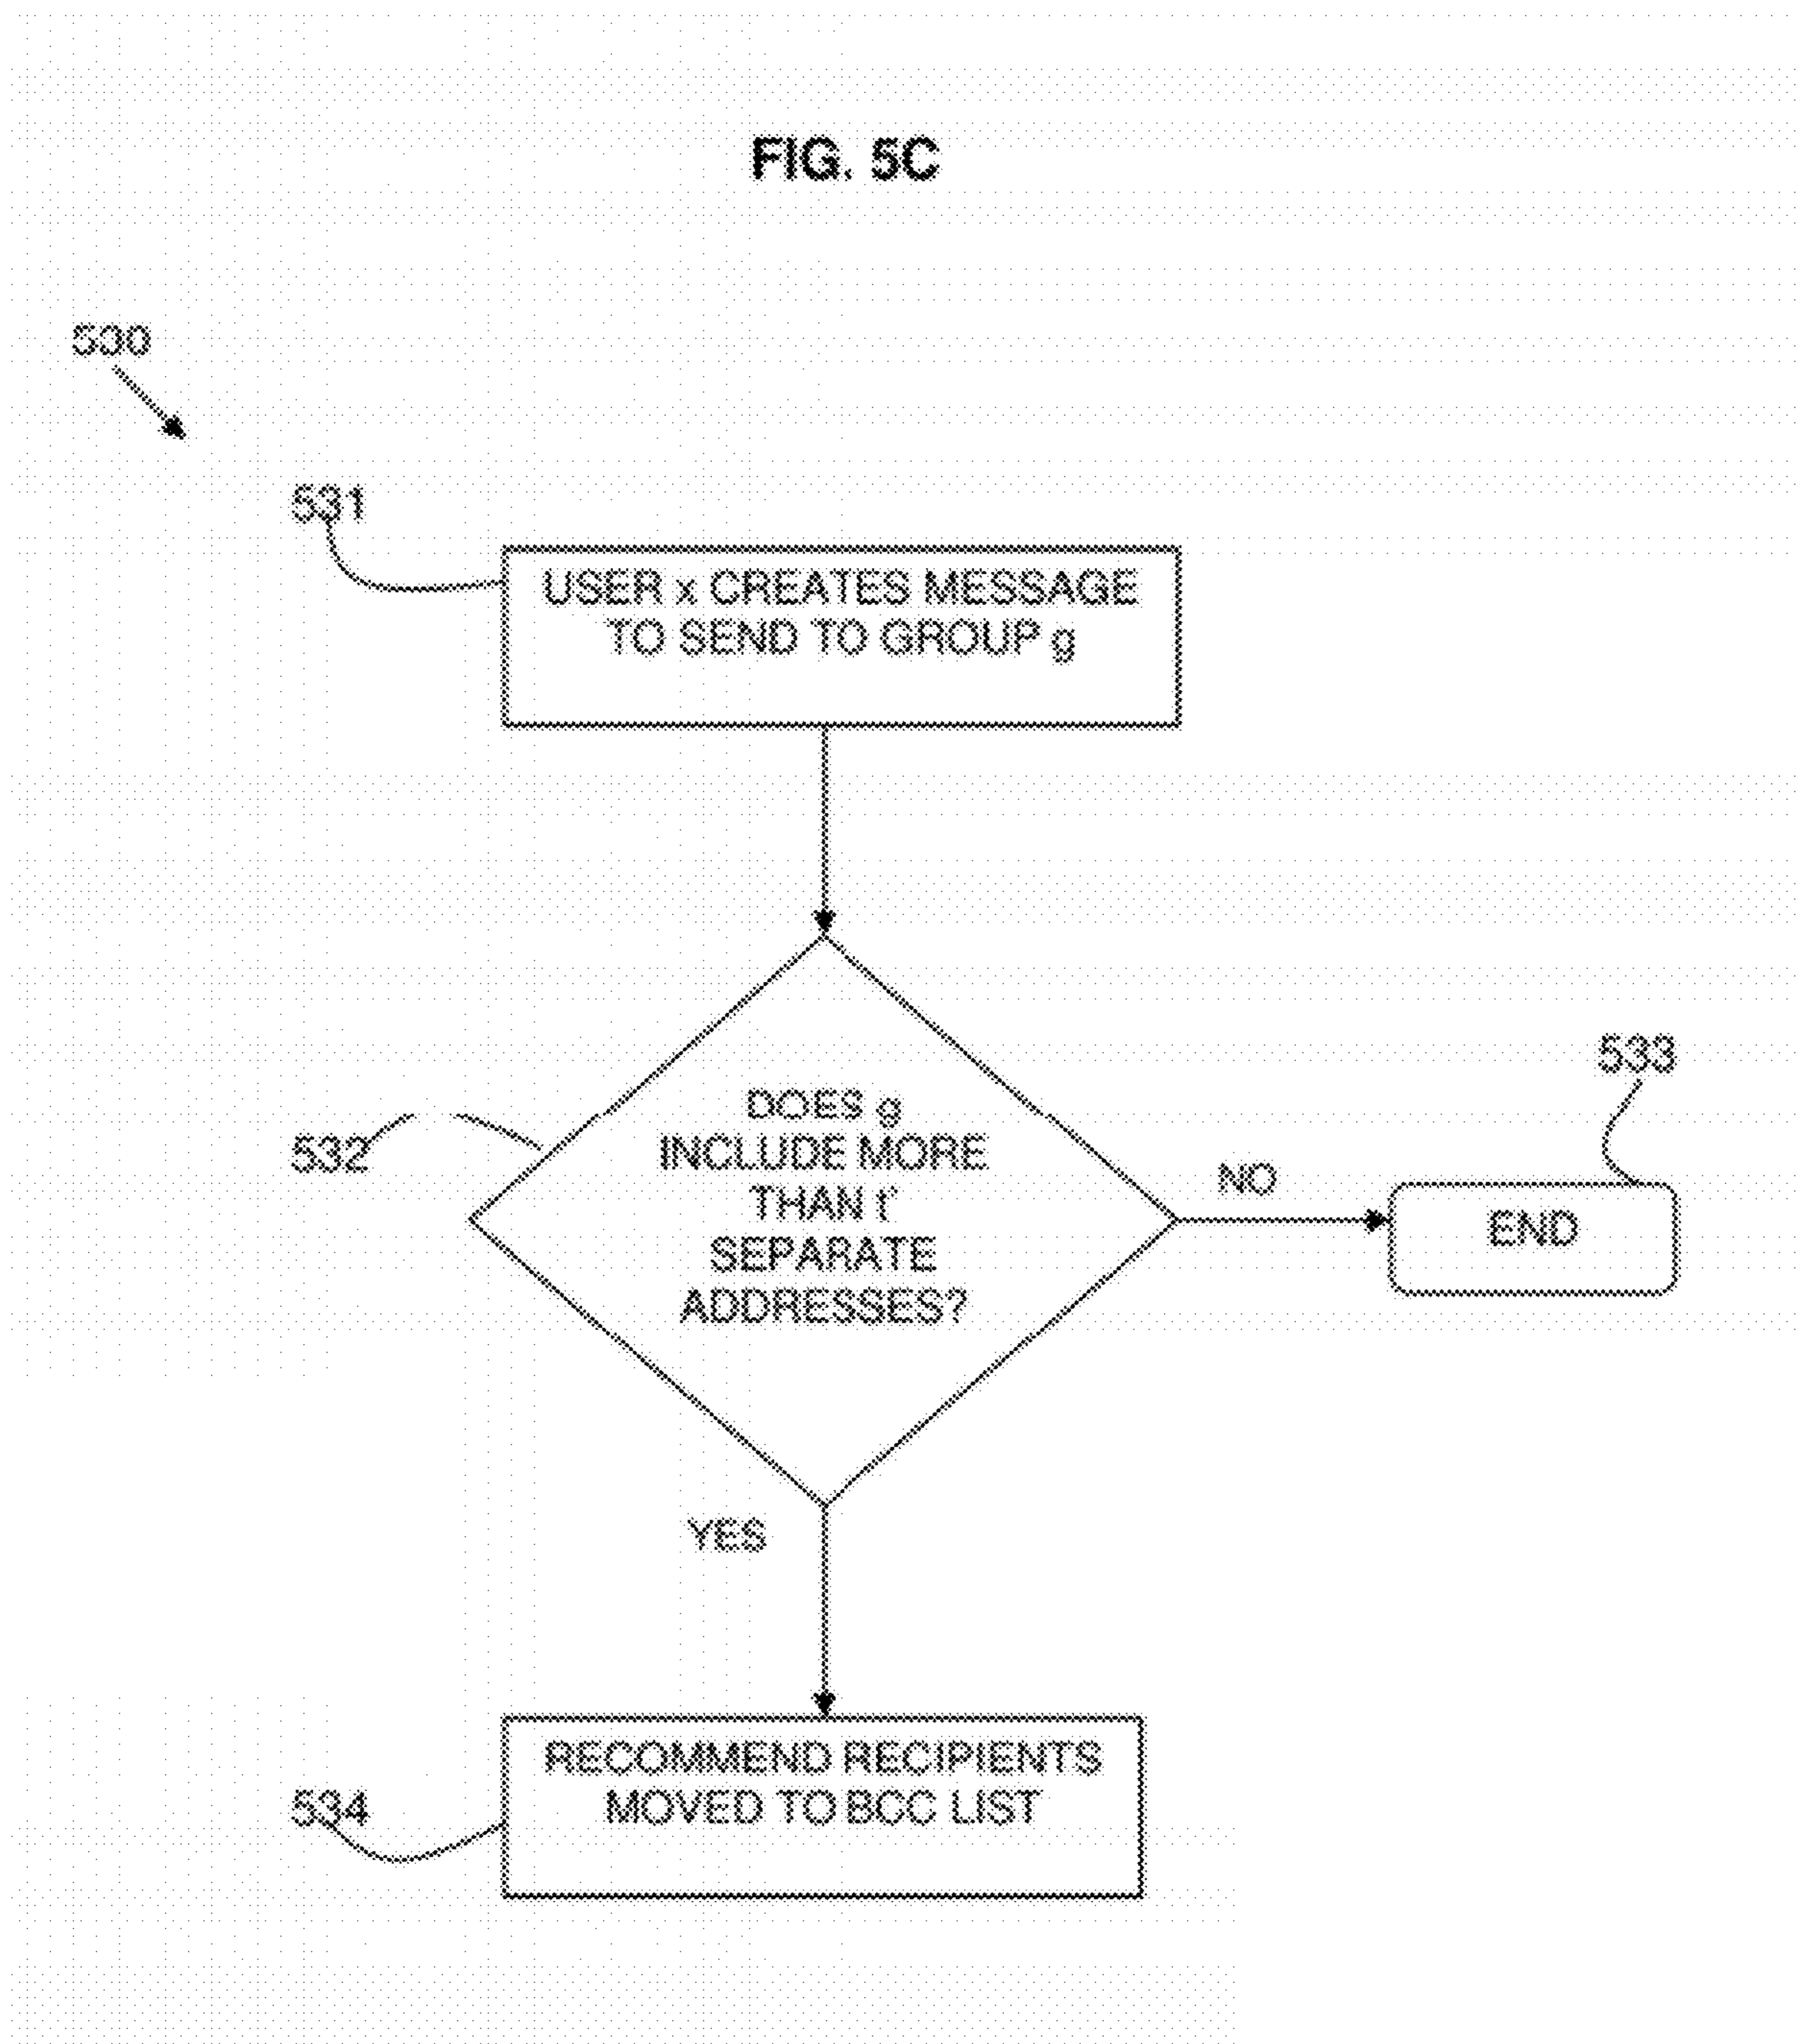 FIG. 5C
530
531
USER x CREATES MESSAGE
TO SEND TO GROUP g
532
DOES g
INCLUDE MORE
THAN t'
SEPARATE
ADDRESSES?
NO
533
END
YES
534
RECOMMEND RECIPIENTS
MOVED TO BCC LIST